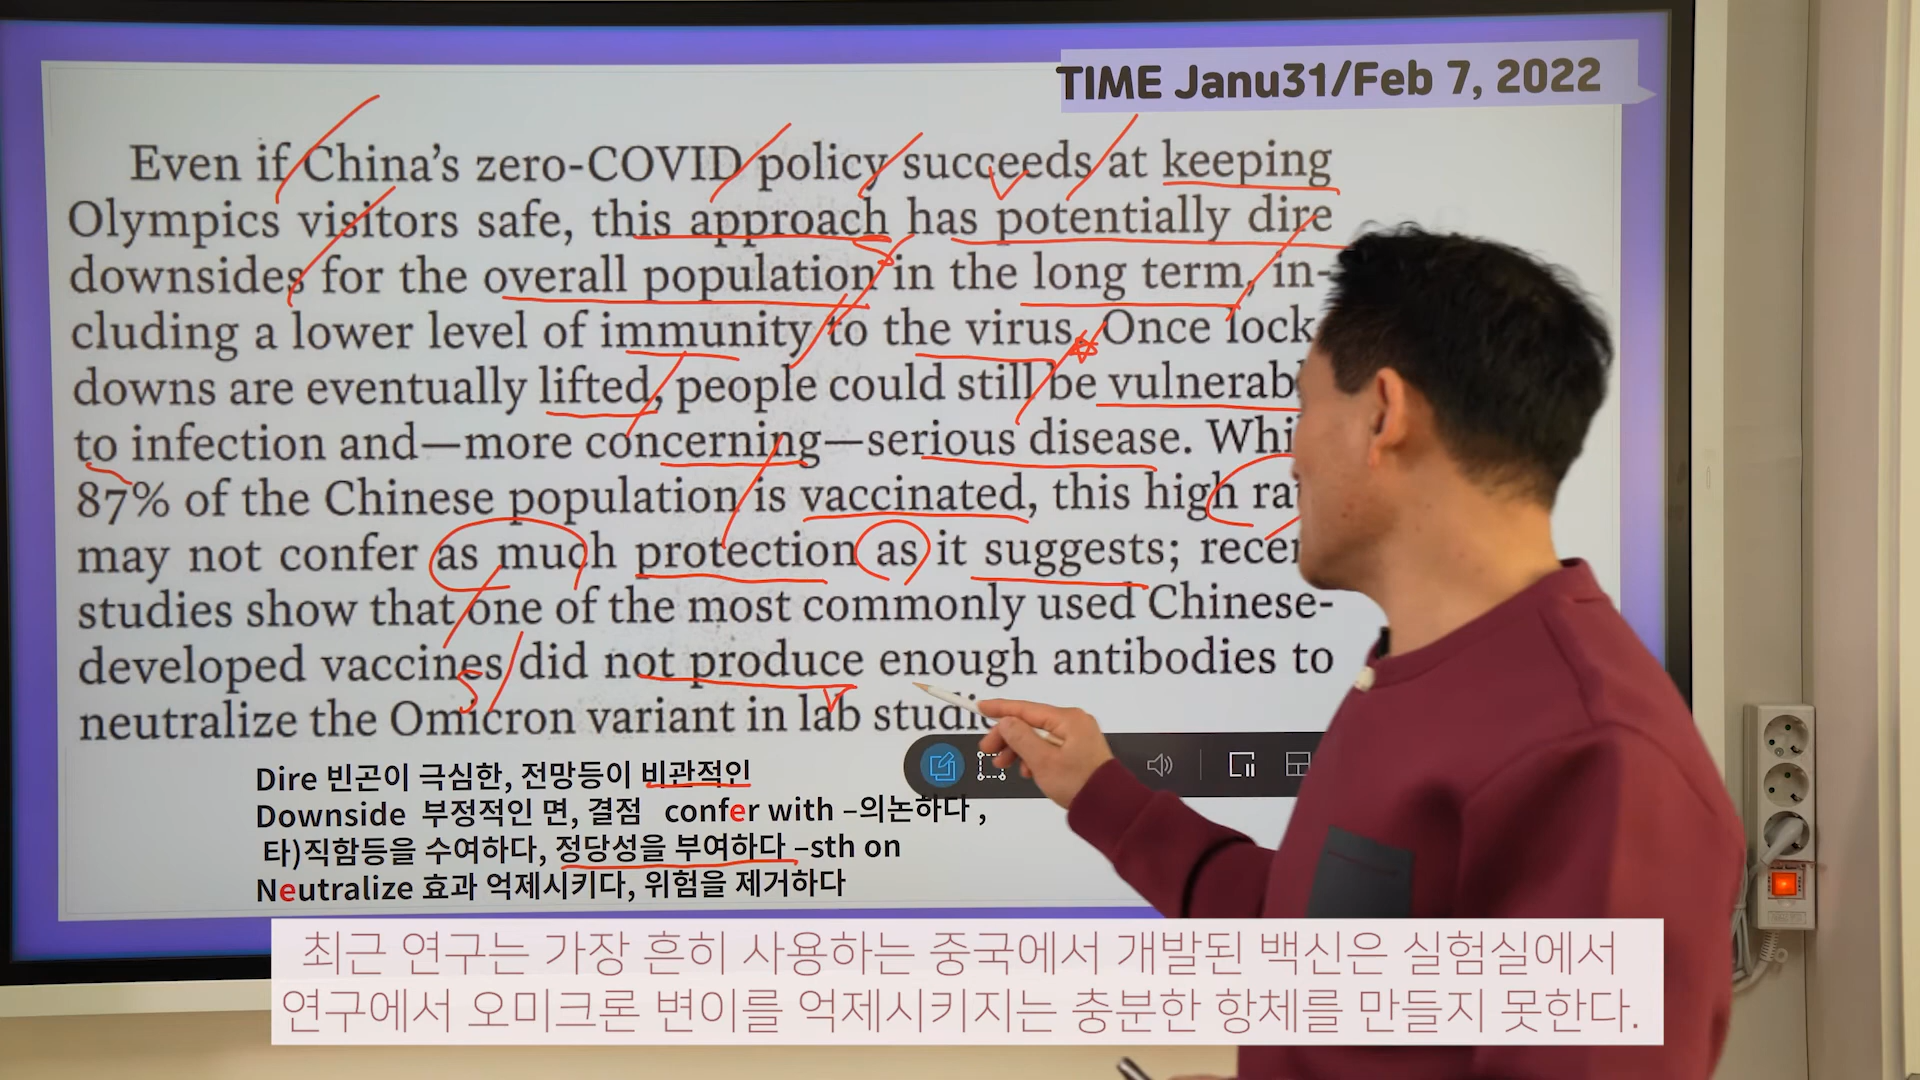 TIME Janu31/Feb 7, 2022
Even if China's zero-COVID policy succeeds at keeping
Olympics visitors safe, this approach has potentially dire
downsides for the overall population in the long term, in-
cluding a lower level of immunity to the virus. Once lock
downs are eventually lifted, people could still be vulnerab
to infection and—more concerning—serious disease. Whi
87% of the Chinese population is vaccinated, this high ra
may not confer as much protection as it suggests; recen
studies show that one of the most commonly used Chinese-
developed vaccines did not produce enough antibodies to
neutralize the Omicron variant in lab studie
Dire 빈곤이 극심한, 전망등이 비관적인
Downside 부정적인 면, 결점 confer with –의논하다 ,
타)직함등을 수여하다, 정당성을 부여하다 –sth on
Neutralize 효과 억제시키다, 위험을 제거하다
최근 연구는 가장 흔히 사용하는 중국에서 개발된 백신은 실험실에서
연구에서 오미크론 변이를 억제시키지는 충분한 항체를 만들지 못한다.